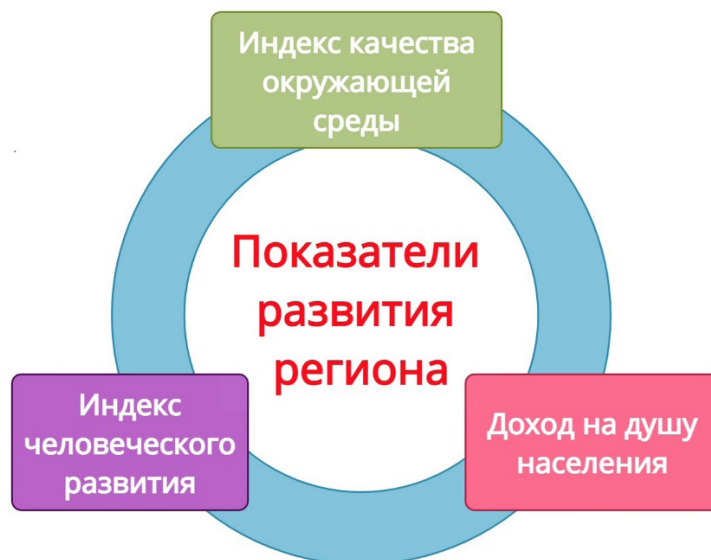 Индекс качества
окружающей
среды
Показатели
развития
региона
Индекс
человеческого
развития
Доход на душу
населения